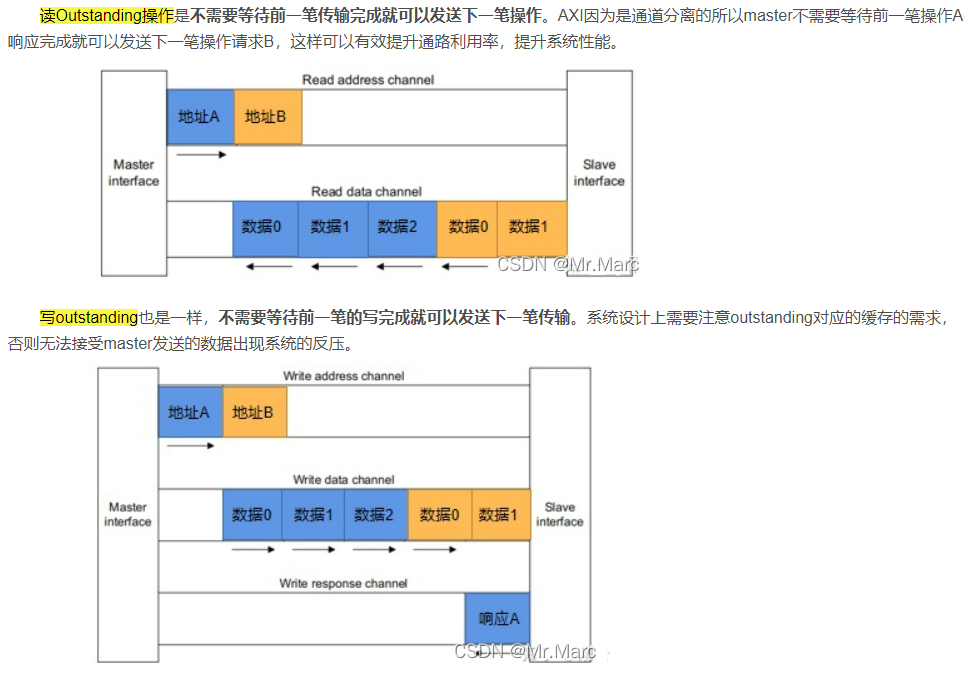 读Outstanding操作是不需要等待前一笔传输完成就可以发送下一笔操作。AXI因为是通道分离的所以master不需要等待前一笔操作A
响应完成就可以发送下一笔操作请求B，这样可以有效提升通路利用率，提升系统性能。
Read address channel
地址A 地址B
Master
interface
Slave
interface
Read data channel
数据0 数据1 数据2 数据0 数据1
CSDN @Mr.Marc
写outstanding也是一样，不需要等待前一笔的写完成就可以发送下一笔传输。系统设计上需要注意outstanding对应的缓存的需求，
否则无法接受master发送的数据出现系统的反压。
Write address channel
地址A 地址B
Write data channel
Master
interface
数据0 数据1 数据2 数据0 数据1
Slave
interface
Write response channel
响应A
CSDN @Mr.Marc